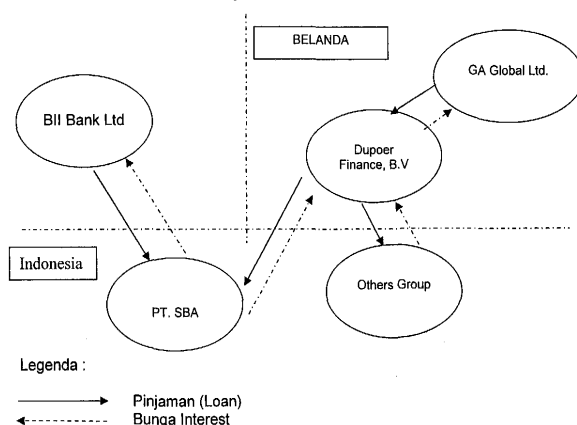 BELANDA
GA Global Ltd.
BII Bank Ltd
Dupoer
Finance, B.V
Indonesia
Others Group
PT. SBA
Legenda :
Pinjaman (Loan)
Bunga Interest